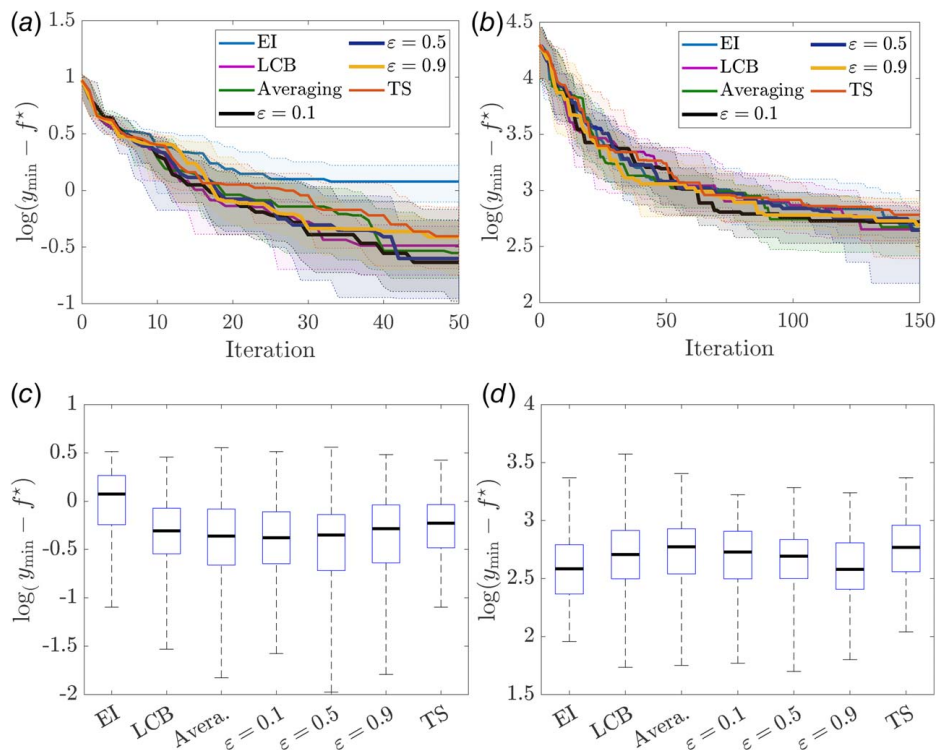 (a)
1.5
1
0.5
0
-0.5
-1
log(y_min − f*)
EI
LCB
Averaging
ε = 0.1
ε = 0.5
ε = 0.9
TS
0 10 20 30 40 50
Iteration
(b)
4.5
4
3.5
3
2.5
2
log(y_min − f*)
EI
LCB
Averaging
ε = 0.1
ε = 0.5
ε = 0.9
TS
0 50 100 150
Iteration
(c)
1
0.5
0
-0.5
-1
-1.5
-2
log(y_min − f*)
EI LCB Avera. ε = 0.1 ε = 0.5 ε = 0.9 TS
(d)
4
3.5
3
2.5
2
1.5
log(y_min − f*)
EI LCB Avera. ε = 0.1 ε = 0.5 ε = 0.9 TS